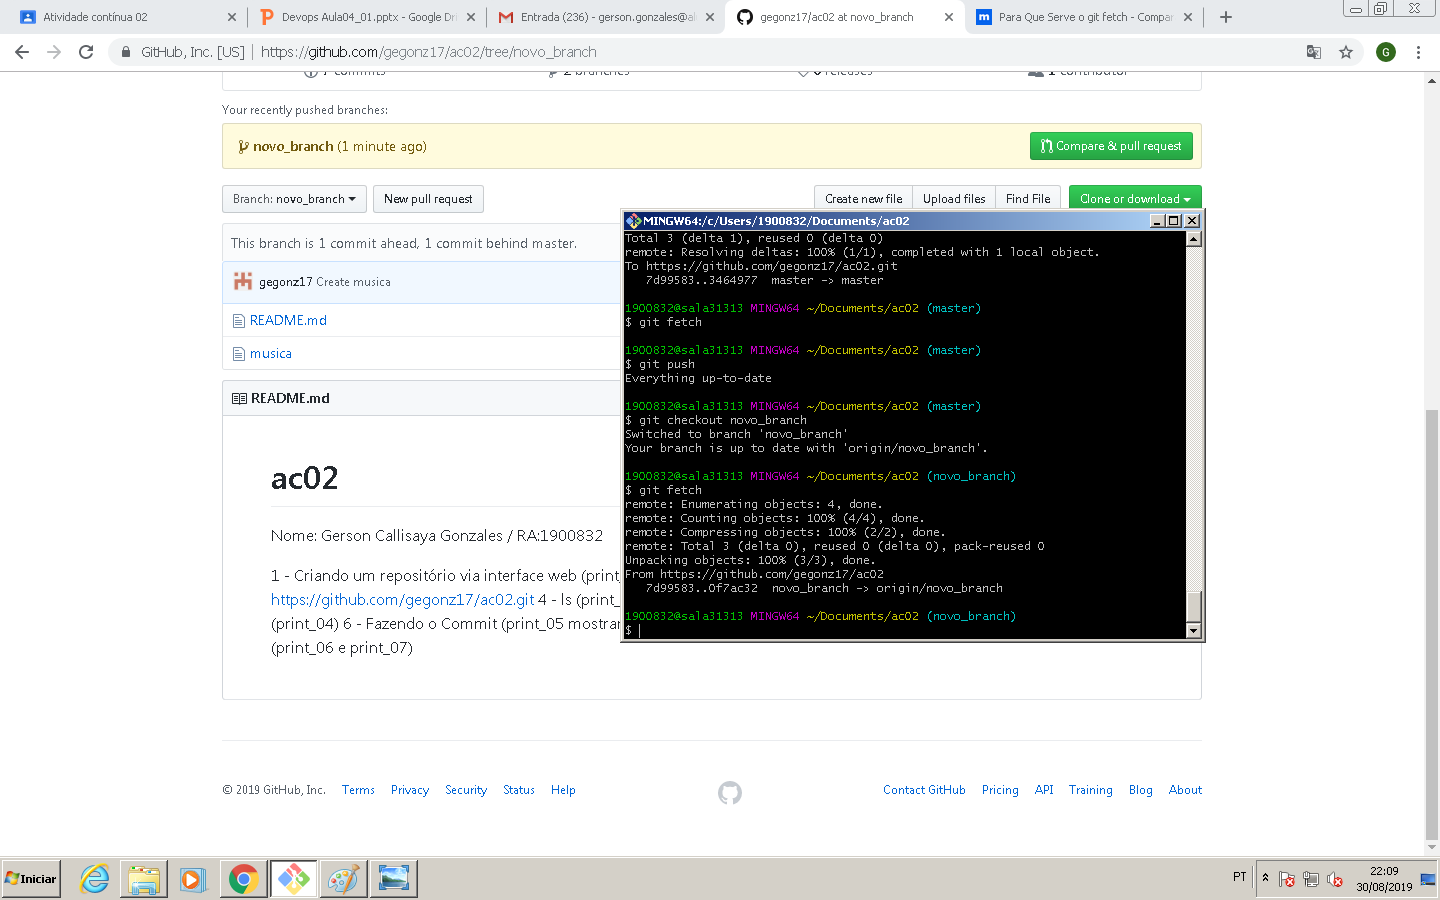 Atividade contínua 02
Devops Aula04_01.pptx - Google Dri
Entrada (236) - gerson.gonzales@al
gegonz17/ac02 at novo_branch
Para Que Serve o git fetch - Compar
GitHub, Inc. [US] | https://github.com/gegonz17/ac02/tree/novo_branch
G
7 commits
2 branches
0 releases
1 contributor
Your recently pushed branches:
novo_branch (1 minute ago)
Compare & pull request
Branch: novo_branch
New pull request
Create new file
Upload files
Find File
Clone or download
This branch is 1 commit ahead, 1 commit behind master.
gegonz17 Create musica
README.md
musica
README.md
ac02
Nome: Gerson Callisaya Gonzales / RA:1900832
1 - Criando um repositório via interface web (print_
https://github.com/gegonz17/ac02.git 4 - ls (print_
(print_04) 6 - Fazendo o Commit (print_05 mostrar
(print_06 e print_07)
MINGW64:/c/Users/1900832/Documents/ac02
Total 3 (delta 1), reused 0 (delta 0)
remote: Resolving deltas: 100% (1/1), completed with 1 local object.
To https://github.com/gegonz17/ac02.git
7d99583..3464977 master -> master
1900832@sala31313 MINGW64 ~/Documents/ac02 (master)
$ git fetch
1900832@sala31313 MINGW64 ~/Documents/ac02 (master)
$ git push
Everything up-to-date
1900832@sala31313 MINGW64 ~/Documents/ac02 (master)
$ git checkout novo_branch
Switched to branch 'novo_branch'
Your branch is up to date with 'origin/novo_branch'.
1900832@sala31313 MINGW64 ~/Documents/ac02 (novo_branch)
$ git fetch
remote: Enumerating objects: 4, done.
remote: Counting objects: 100% (4/4), done.
remote: Compressing objects: 100% (2/2), done.
remote: Total 3 (delta 0), reused 0 (delta 0), pack-reused 0
Unpacking objects: 100% (3/3), done.
From https://github.com/gegonz17/ac02
7d99583..0f7ac32 novo_branch -> origin/novo_branch
1900832@sala31313 MINGW64 ~/Documents/ac02 (novo_branch)
$
© 2019 GitHub, Inc.
Terms
Privacy
Security
Status
Help
Contact GitHub
Pricing
API
Training
Blog
About
Iniciar
PT
22:09
30/08/2019